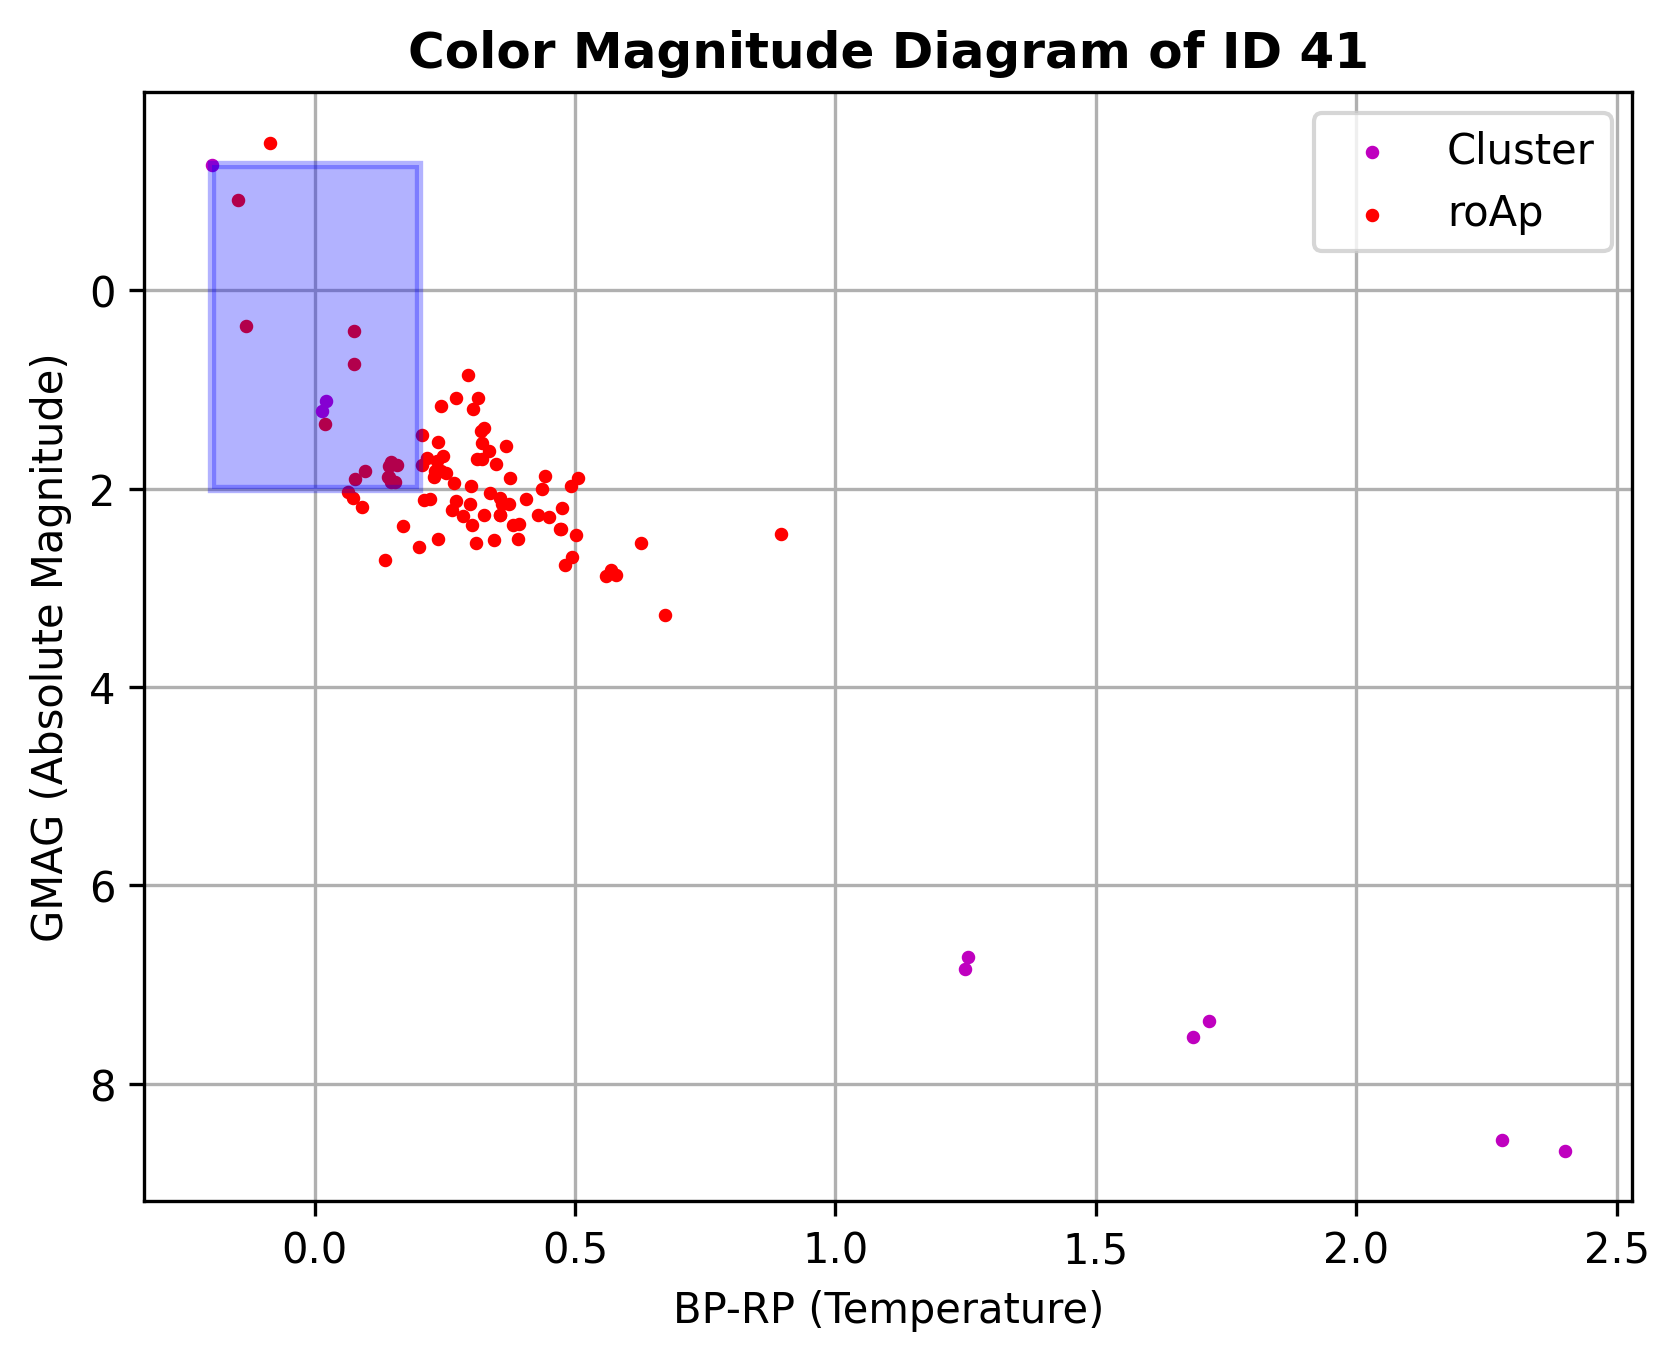 Color Magnitude Diagram of ID 41
Cluster
roAp
GMAG (Absolute Magnitude)
0
2
4
6
8
0.0
0.5
1.0
1.5
2.0
2.5
BP-RP (Temperature)